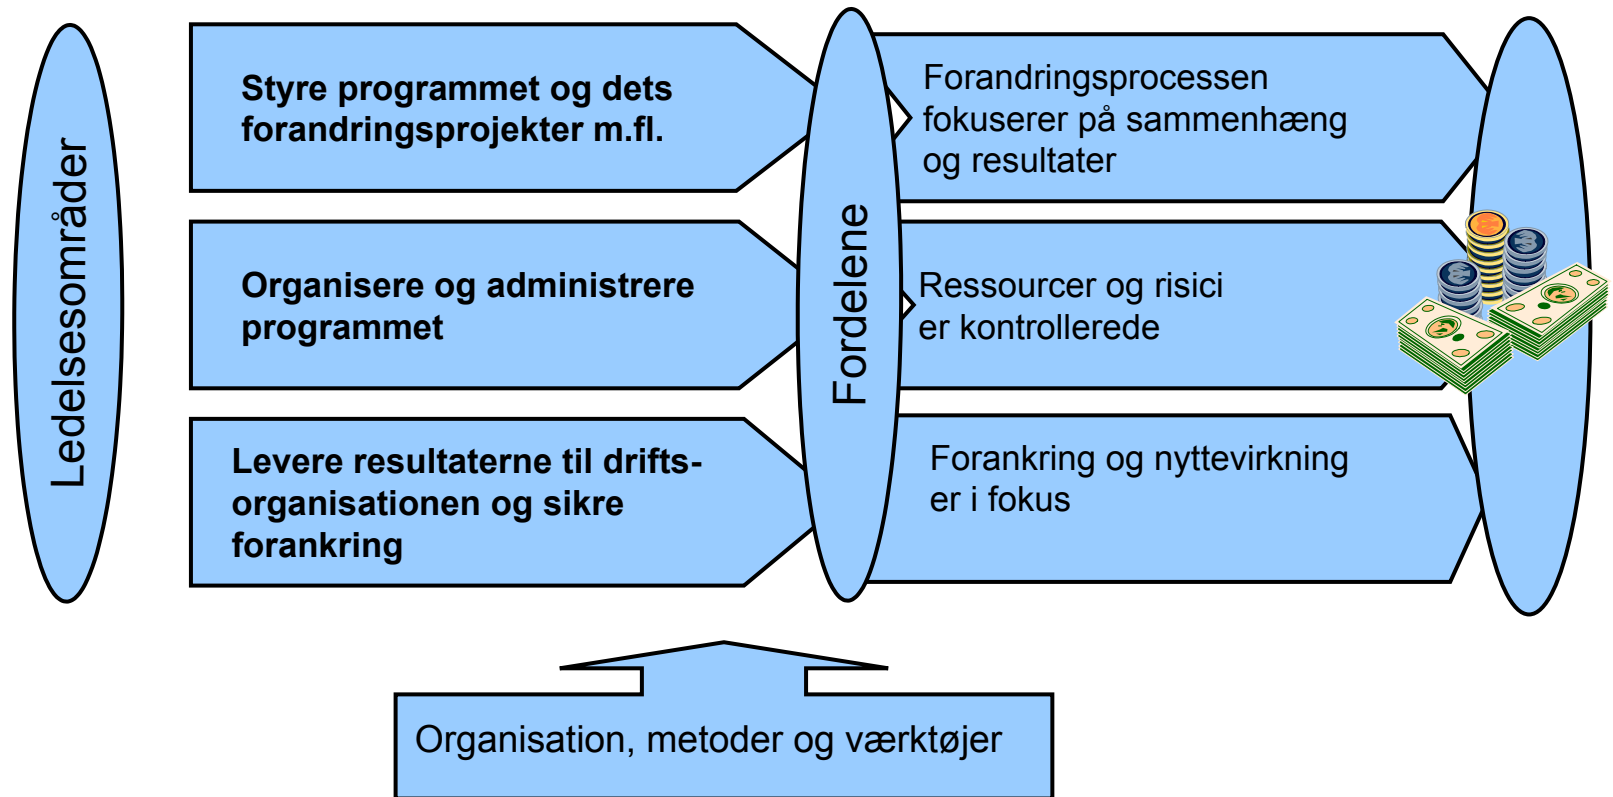 Ledelsesområder
Styre programmet og dets
forandringsprojekter m.fl.
Organisere og administrere
programmet
Levere resultaterne til drifts-
organisationen og sikre
forankring
Fordelene
Forandringsprocessen
fokuserer på sammenhæng
og resultater
Ressourcer og risici
er kontrollerede
Forankring og nyttevirkning
er i fokus
Organisation, metoder og værktøjer